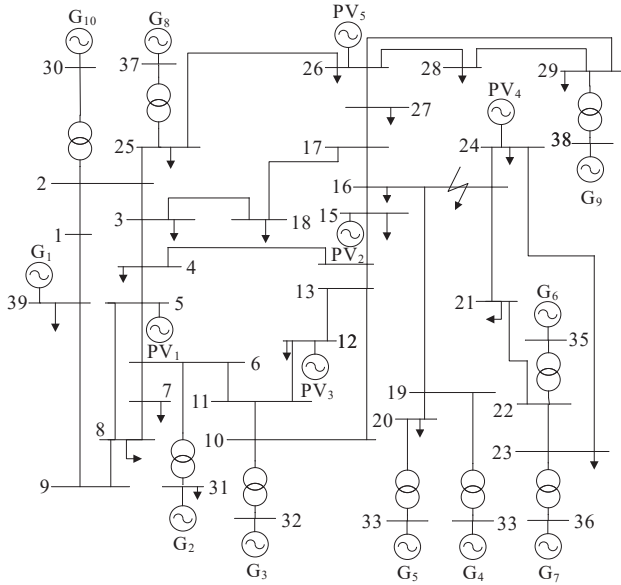 G10 G8 PV5
30 37 26 28 29
27 PV4
25 17 24 38
2 16 G9
3 18 15
1 PV2
G1 4
39 5 13 21 G6
PV1 12 35
6 PV3
7 11 19 22
8 10 20 23
9 31 32 33 33 36
G2 G3 G5 G4 G7